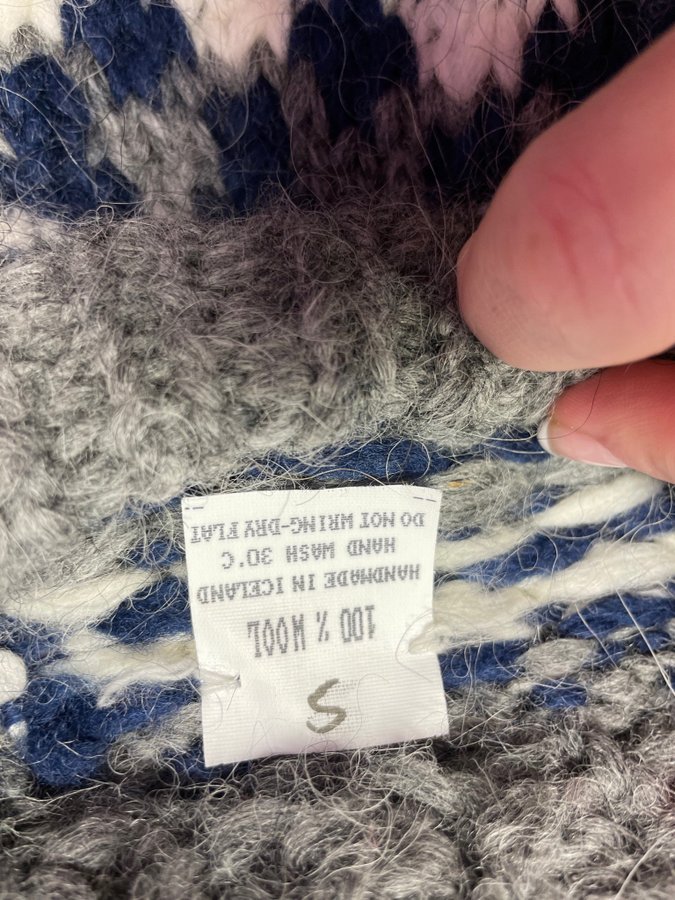 S
100 % WOOL
HANDMADE IN ICELAND
HAND WASH 30°C
DO NOT WRING-DRY FLAT